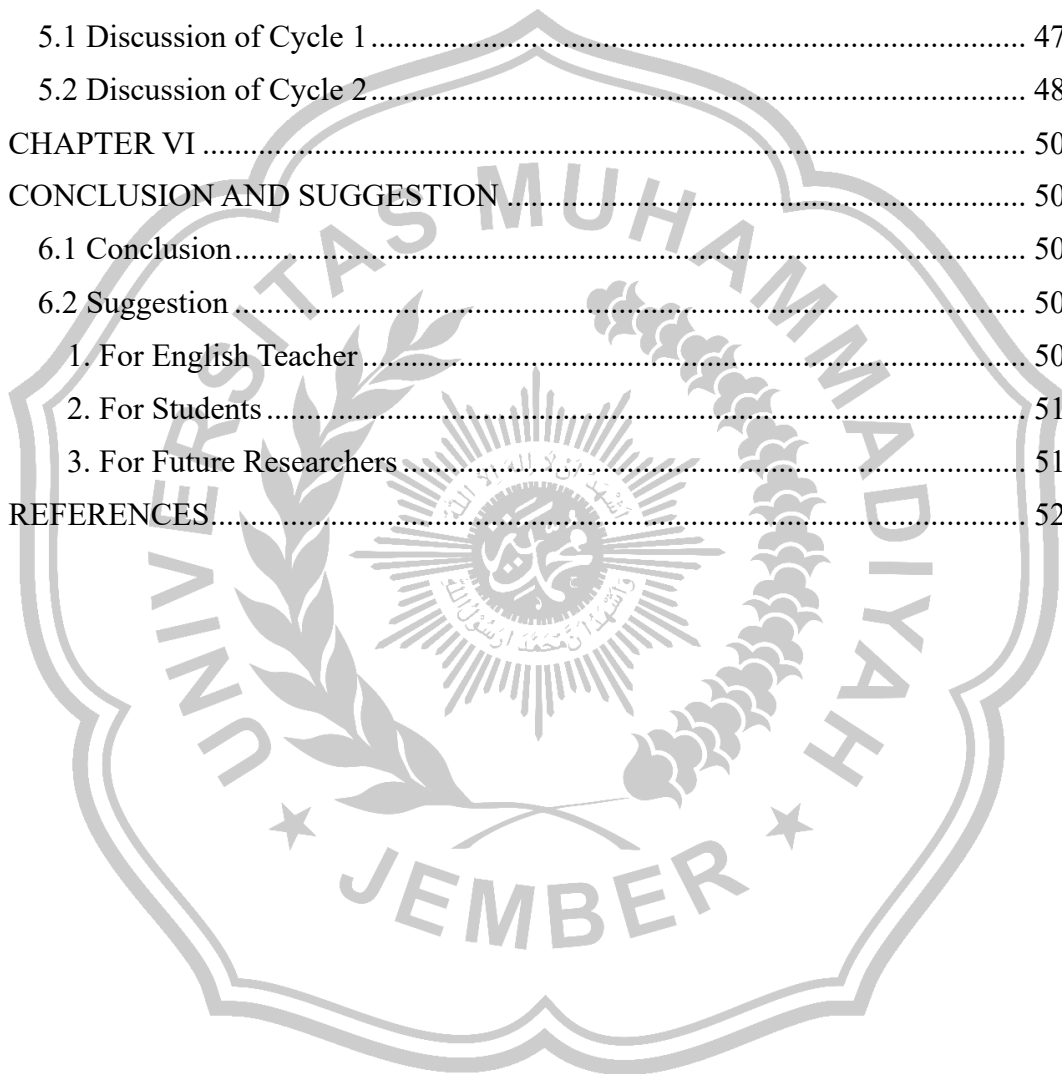 5.1 Discussion of Cycle 1.......................................................................................... 47
5.2 Discussion of Cycle 2.......................................................................................... 48
CHAPTER VI ............................................................................................................ 50
CONCLUSION AND SUGGESTION ....................................................................... 50
6.1 Conclusion........................................................................................................... 50
6.2 Suggestion ........................................................................................................... 50
1. For English Teacher ............................................................................................. 50
2. For Students ......................................................................................................... 51
3. For Future Researchers ........................................................................................ 51
REFERENCES........................................................................................................... 52
UNIVERSITAS MUHAMMADIYAH
JEMBER